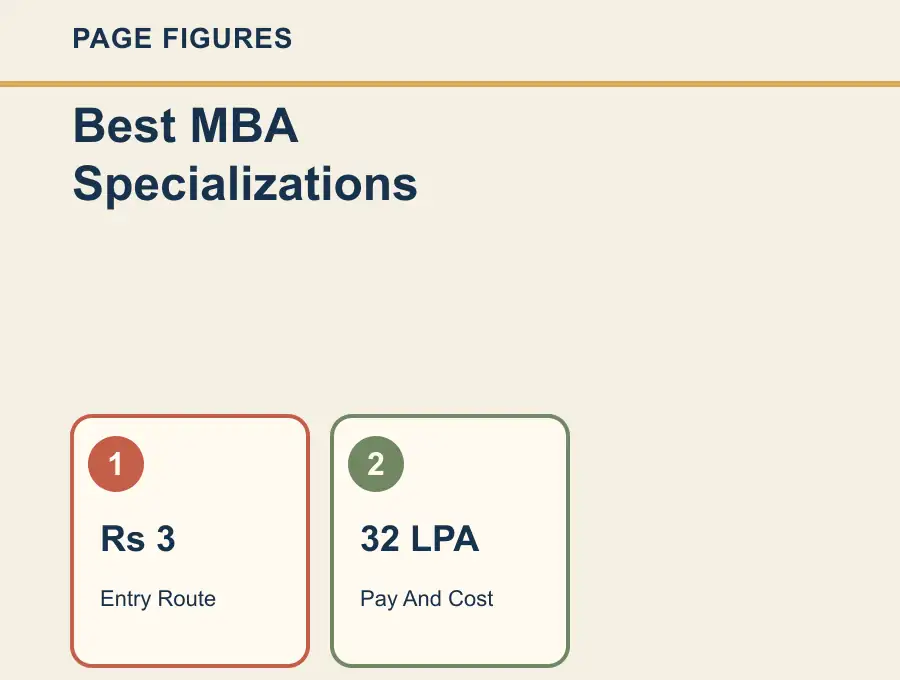 PAGE FIGURES
Best MBA
Specializations
1
Rs 3
Entry Route
2
32 LPA
Pay And Cost